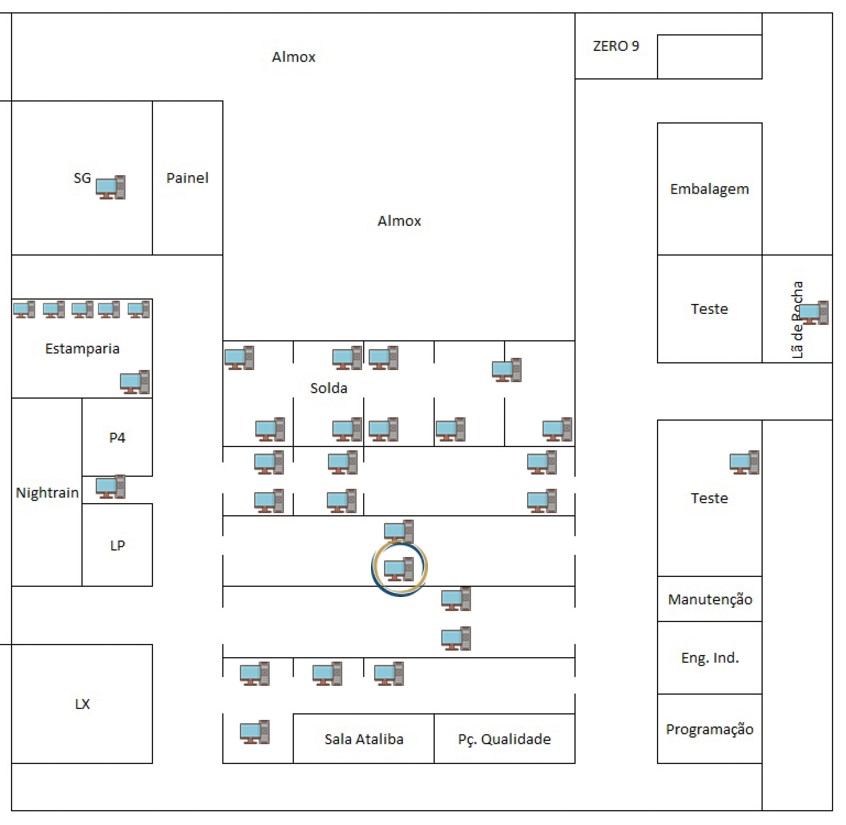 Almox
ZERO 9
SG
Painel
Almox
Embalagem
Teste
Lã de Rocha
Estamparia
Solda
P4
Nightrain
LP
Teste
Manutenção
Eng. Ind.
LX
Sala Ataliba
Pç. Qualidade
Programação